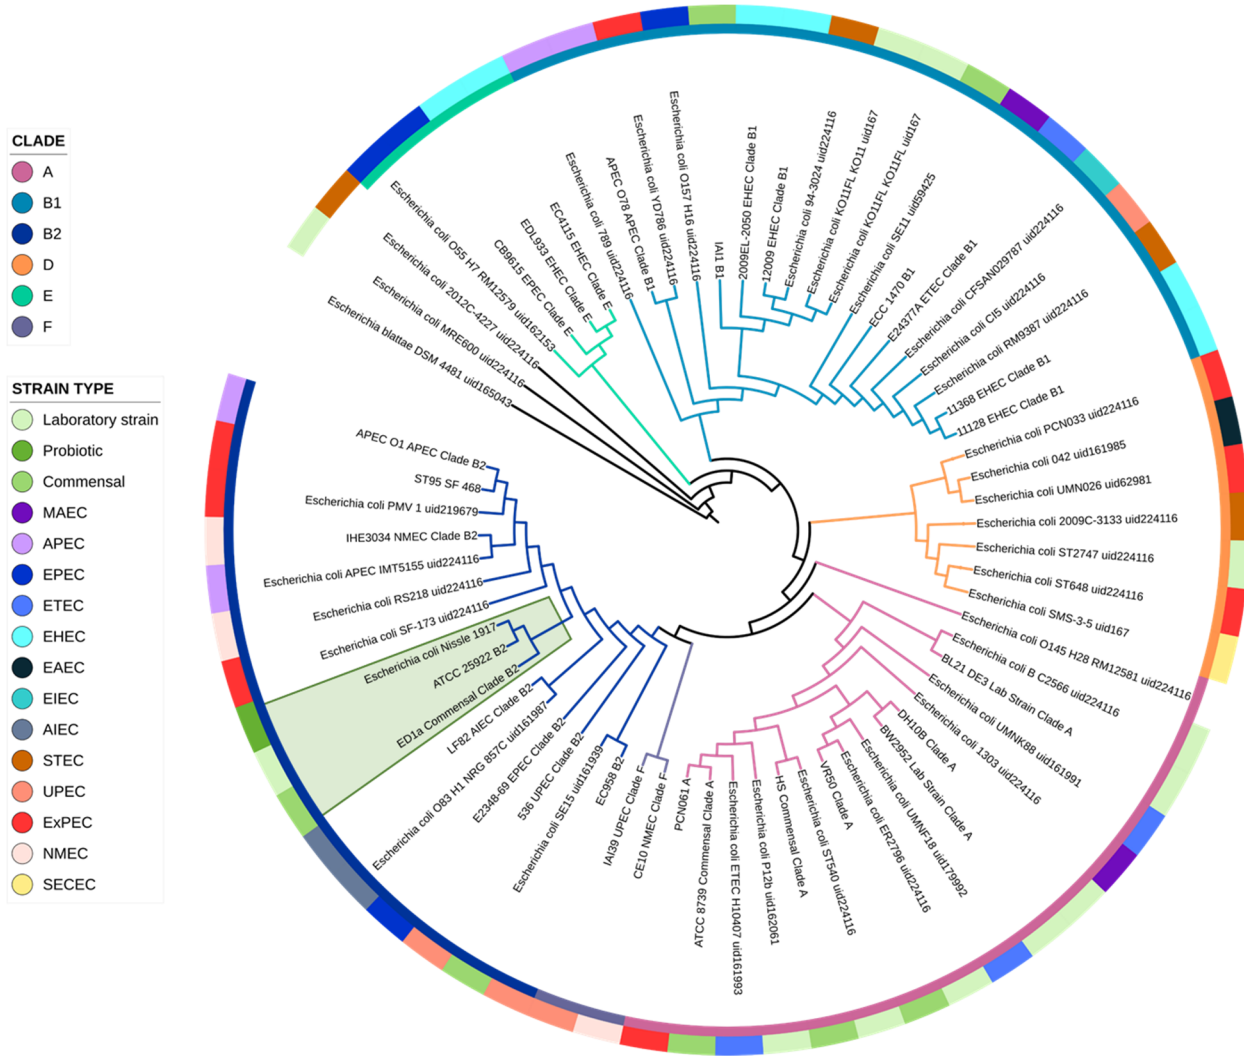 CLADE
A
B1
B2
D
E
F
STRAIN TYPE
Laboratory strain
Probiotic
Commensal
MAEC
APEC
EPEC
ETEC
EHEC
EAEC
EIEC
AIEC
STEC
UPEC
ExPEC
NMEC
SECEC
Escherichia blattae DSM 4481 uid165043
Escherichia coli MRE600 uid224116
Escherichia coli 2012C-4227 uid224116
Escherichia coli O55 H7 RM12579 uid162153
CB9615 EPEC Clade E
EDL933 EHEC Clade E
EC4115 EHEC Clade E
Escherichia coli 789 uid224116
APEC O78 APEC Clade B1
Escherichia coli YD786 uid224116
Escherichia coli O157 H16 uid224116
IAI1 B1
2009EL-2050 EHEC Clade B1
12009 EHEC Clade B1
Escherichia coli 94-3024 uid224116
Escherichia coli KO11FL KO11 uid167
Escherichia coli KO11FL KO11FL uid167
Escherichia coli SE11 uid59425
ECC 1470 B1
E24377A ETEC Clade B1
Escherichia coli CFSAN029787 uid224116
Escherichia coli CI5 uid224116
Escherichia coli RM9387 uid224116
11368 EHEC Clade B1
11128 EHEC Clade B1
Escherichia coli PCN033 uid224116
Escherichia coli 042 uid161985
Escherichia coli UMN026 uid62981
Escherichia coli 2009C-3133 uid224116
Escherichia coli ST2747 uid224116
Escherichia coli ST648 uid224116
Escherichia coli SMS-3-5 uid167
Escherichia coli O145 H28 RM12581 uid224116
Escherichia coli B C2566 uid224116
BL21 DE3 Lab Strain Clade A
Escherichia coli UMNK88 uid161991
Escherichia coli 1303 uid224116
DH10B Clade A
BW2952 Lab Strain Clade A
Escherichia coli UMNF18 uid179992
Escherichia coli ER2796 uid224116
VR50 Clade A
Escherichia coli ST540 uid224116
HS Commensal Clade A
Escherichia coli P12b uid162061
Escherichia coli ETEC H10407 uid161993
ATCC 8739 Commensal Clade A
PCN061 A
CE10 NMEC Clade F
IAI39 UPEC Clade F
EC958 B2
Escherichia coli SE15 uid161939
536 UPEC Clade B2
E2348-69 EPEC Clade B2
Escherichia coli O83 H1 NRG 857C uid161987
LF82 AIEC Clade B2
ED1a Commensal Clade B2
ATCC 25922 B2
Escherichia coli Nissle 1917
Escherichia coli SF-173 uid224116
Escherichia coli RS218 uid224116
Escherichia coli APEC IMT5155 uid224116
IHE3034 NMEC Clade B2
Escherichia coli PMV 1 uid219679
ST95 SF 468
APEC O1 APEC Clade B2